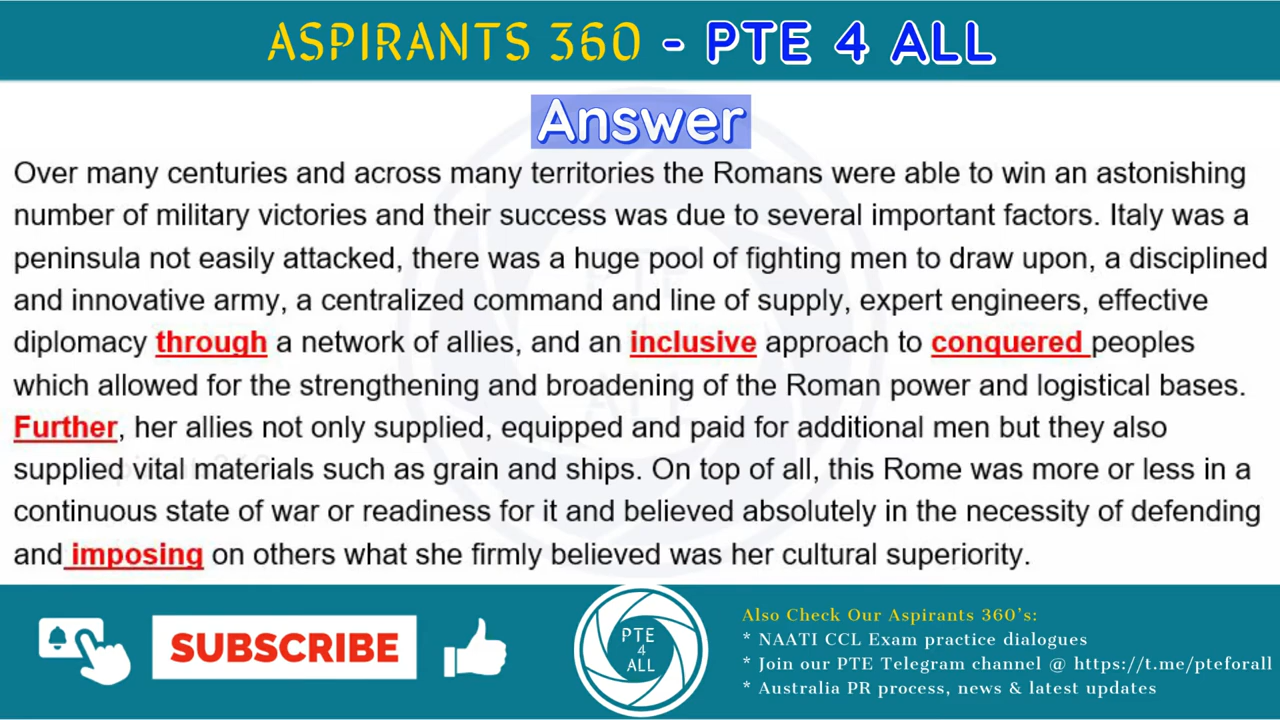 ASPIRANTS 360 - PTE 4 ALL
Answer
Over many centuries and across many territories the Romans were able to win an astonishing
number of military victories and their success was due to several important factors. Italy was a
peninsula not easily attacked, there was a huge pool of fighting men to draw upon, a disciplined
and innovative army, a centralized command and line of supply, expert engineers, effective
diplomacy through a network of allies, and an inclusive approach to conquered peoples
which allowed for the strengthening and broadening of the Roman power and logistical bases.
Further, her allies not only supplied, equipped and paid for additional men but they also
supplied vital materials such as grain and ships. On top of all, this Rome was more or less in a
continuous state of war or readiness for it and believed absolutely in the necessity of defending
and imposing on others what she firmly believed was her cultural superiority.
SUBSCRIBE
PTE
4
ALL
Also Check Our Aspirants 360's:
* NAATI CCL Exam practice dialogues
* Join our PTE Telegram channel @ https://t.me/pteforall
* Australia PR process, news & latest updates